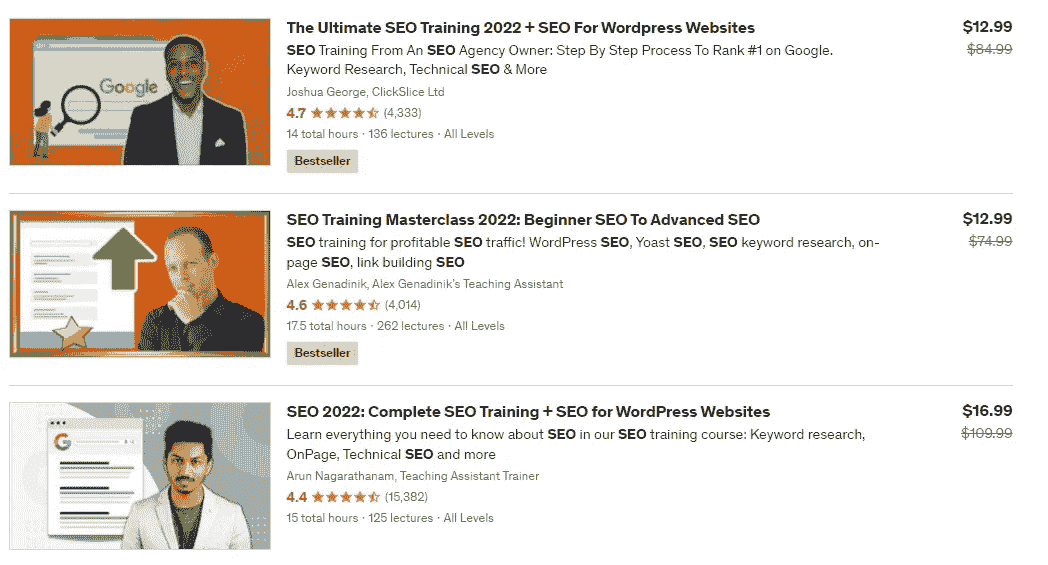 Google
The Ultimate SEO Training 2022 + SEO For Wordpress Websites
$12.99
SEO Training From An SEO Agency Owner: Step By Step Process To Rank #1 on Google.
$84.99
Keyword Research, Technical SEO & More
Joshua George, ClickSlice Ltd
4.7 (4,333)
14 total hours · 136 lectures · All Levels
Bestseller
SEO Training Masterclass 2022: Beginner SEO To Advanced SEO
$12.99
SEO training for profitable SEO traffic! WordPress SEO, Yoast SEO, SEO keyword research, on-
$74.99
page SEO, link building SEO
Alex Genadinik, Alex Genadinik's Teaching Assistant
4.6 (4,014)
17.5 total hours · 262 lectures · All Levels
Bestseller
G
SEO 2022: Complete SEO Training + SEO for WordPress Websites
$16.99
Learn everything you need to know about SEO in our SEO training course: Keyword research,
$109.99
OnPage, Technical SEO and more
Arun Nagarathanam, Teaching Assistant Trainer
4.4 (15,382)
15 total hours · 125 lectures · All Levels